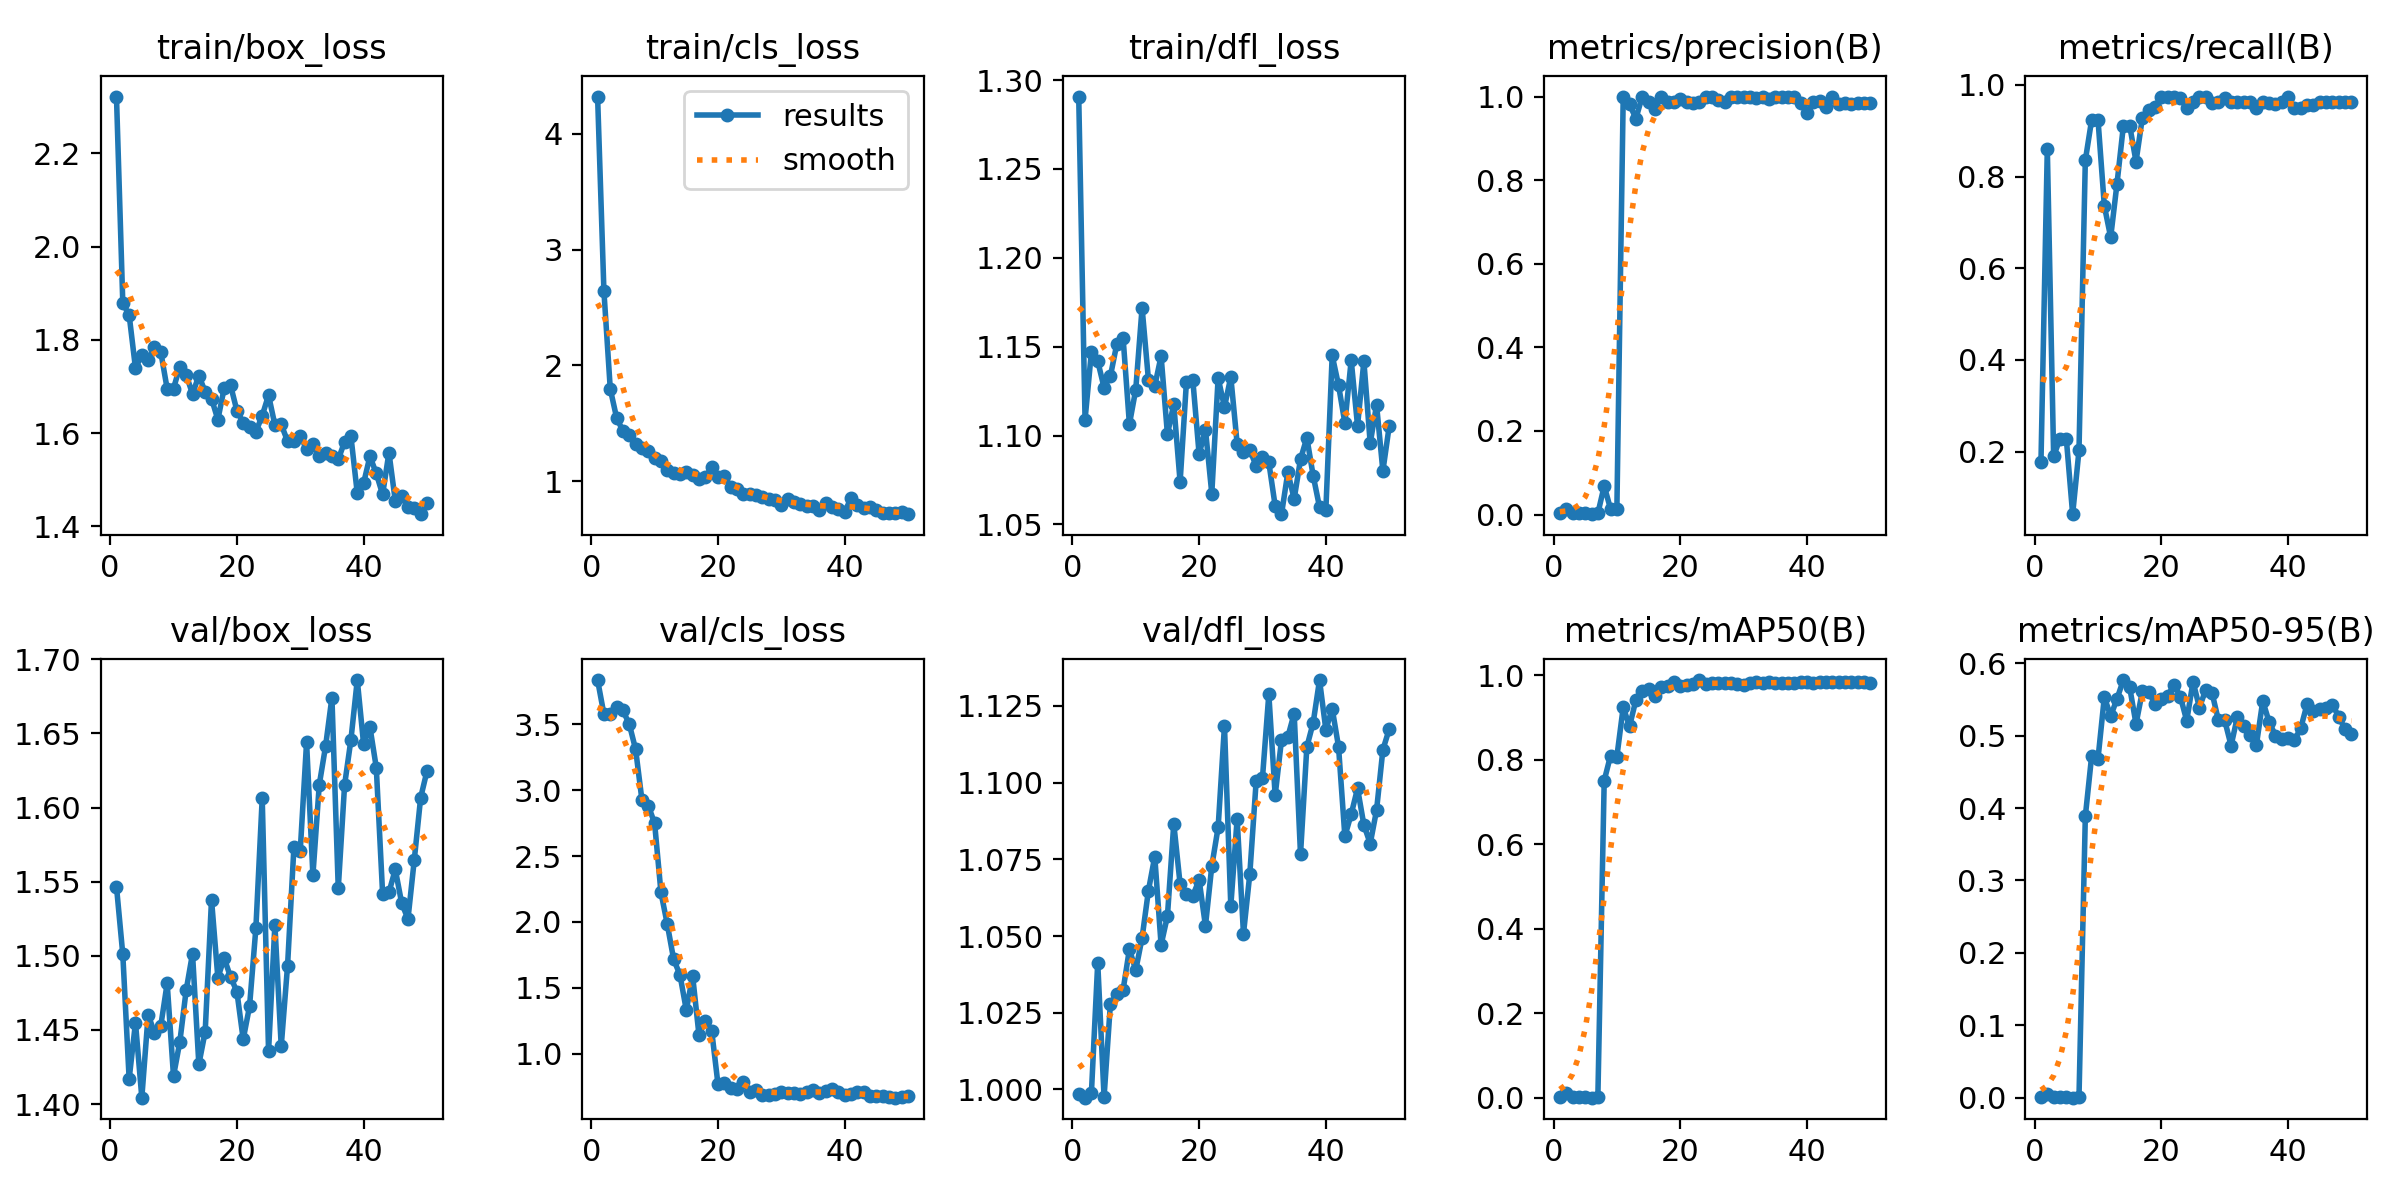 train/box_loss
2.2
2.0
1.8
1.6
1.4
0 20 40
train/cls_loss
results
smooth
4
3
2
1
0 20 40
train/dfl_loss
1.30
1.25
1.20
1.15
1.10
1.05
0 20 40
metrics/precision(B)
1.0
0.8
0.6
0.4
0.2
0.0
0 20 40
metrics/recall(B)
1.0
0.8
0.6
0.4
0.2
0 20 40
val/box_loss
1.70
1.65
1.60
1.55
1.50
1.45
1.40
0 20 40
val/cls_loss
3.5
3.0
2.5
2.0
1.5
1.0
0 20 40
val/dfl_loss
1.125
1.100
1.075
1.050
1.025
1.000
0 20 40
metrics/mAP50(B)
1.0
0.8
0.6
0.4
0.2
0.0
0 20 40
metrics/mAP50-95(B)
0.6
0.5
0.4
0.3
0.2
0.1
0.0
0 20 40